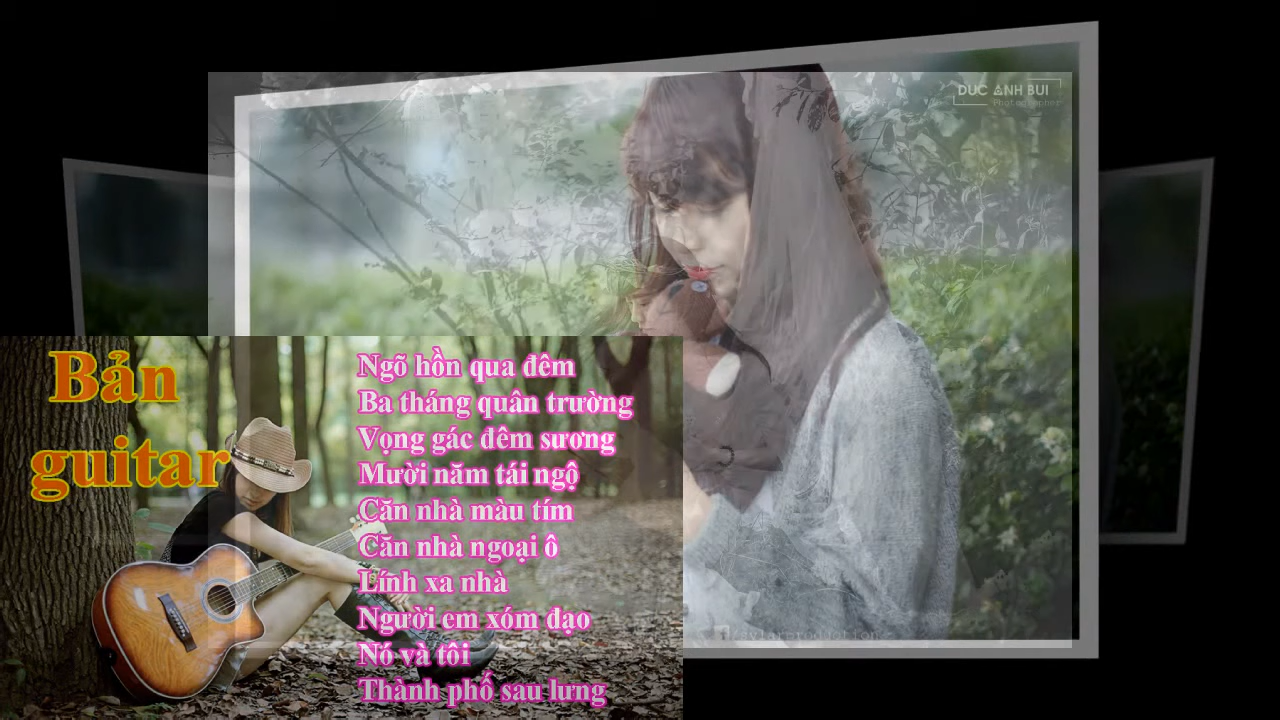 DUC ANH BUI
Photographer
Bản
guitar
Ngõ hồn qua đêm
Ba tháng quân trường
Vọng gác đêm sương
Mười năm tái ngộ
Căn nhà màu tím
Căn nhà ngoại ô
Lính xa nhà
Người em xóm đạo
Nó và tôi
Thành phố sau lưng